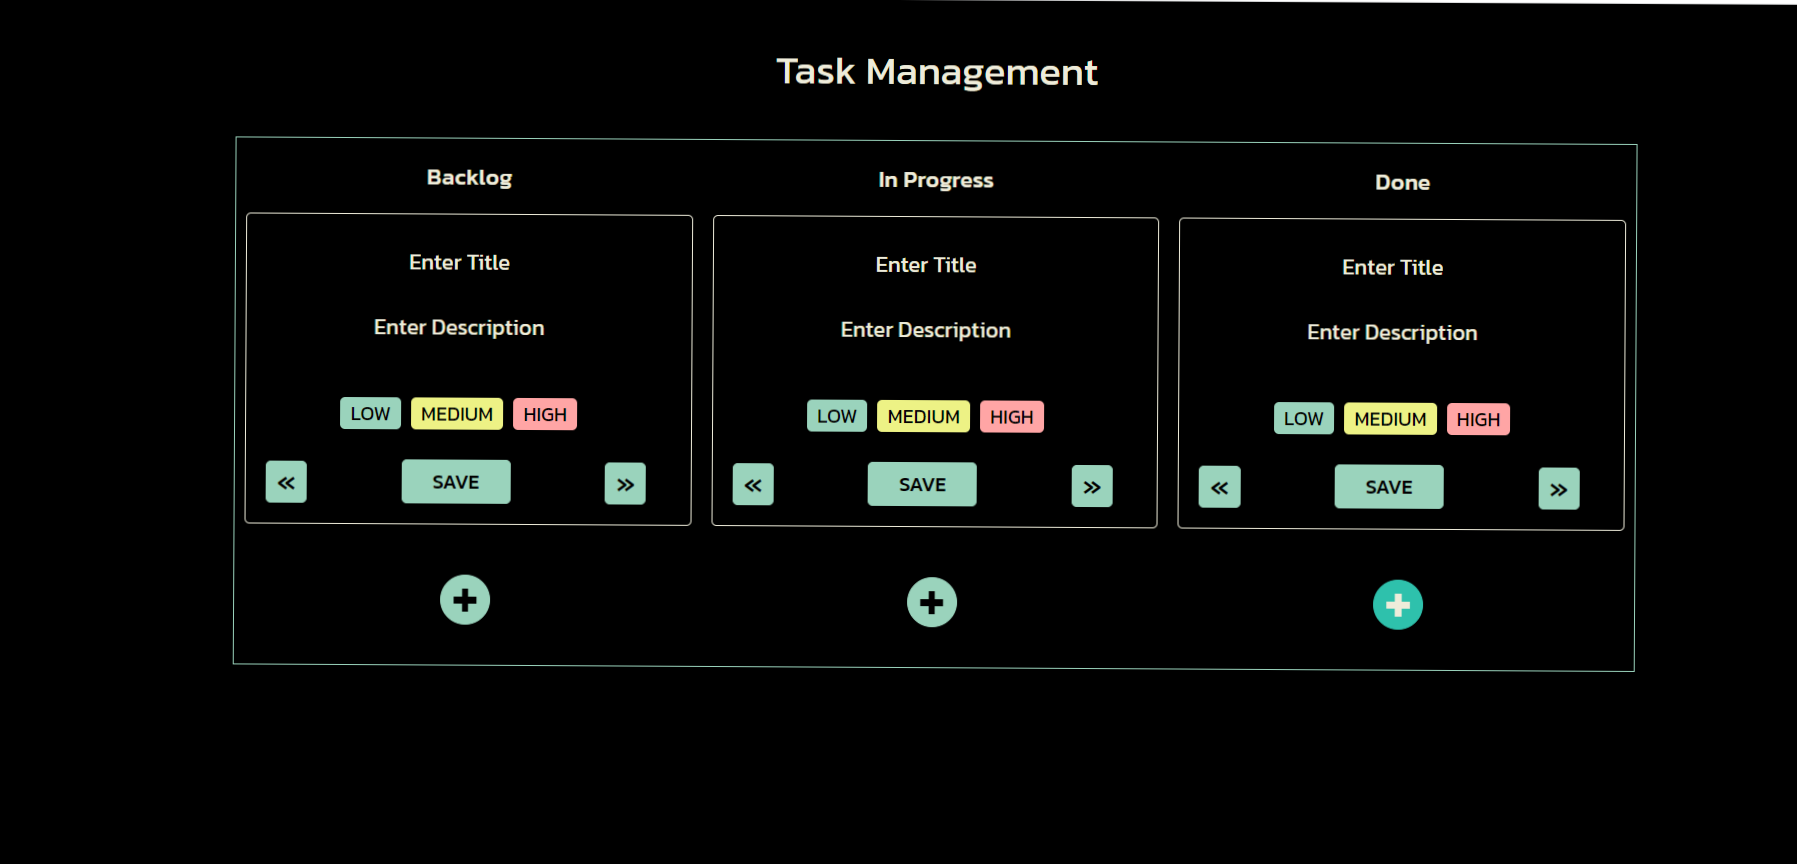 Task Management
Backlog
Enter Title
Enter Description
LOW MEDIUM HIGH
« SAVE »
In Progress
Enter Title
Enter Description
LOW MEDIUM HIGH
« SAVE »
Done
Enter Title
Enter Description
LOW MEDIUM HIGH
« SAVE »